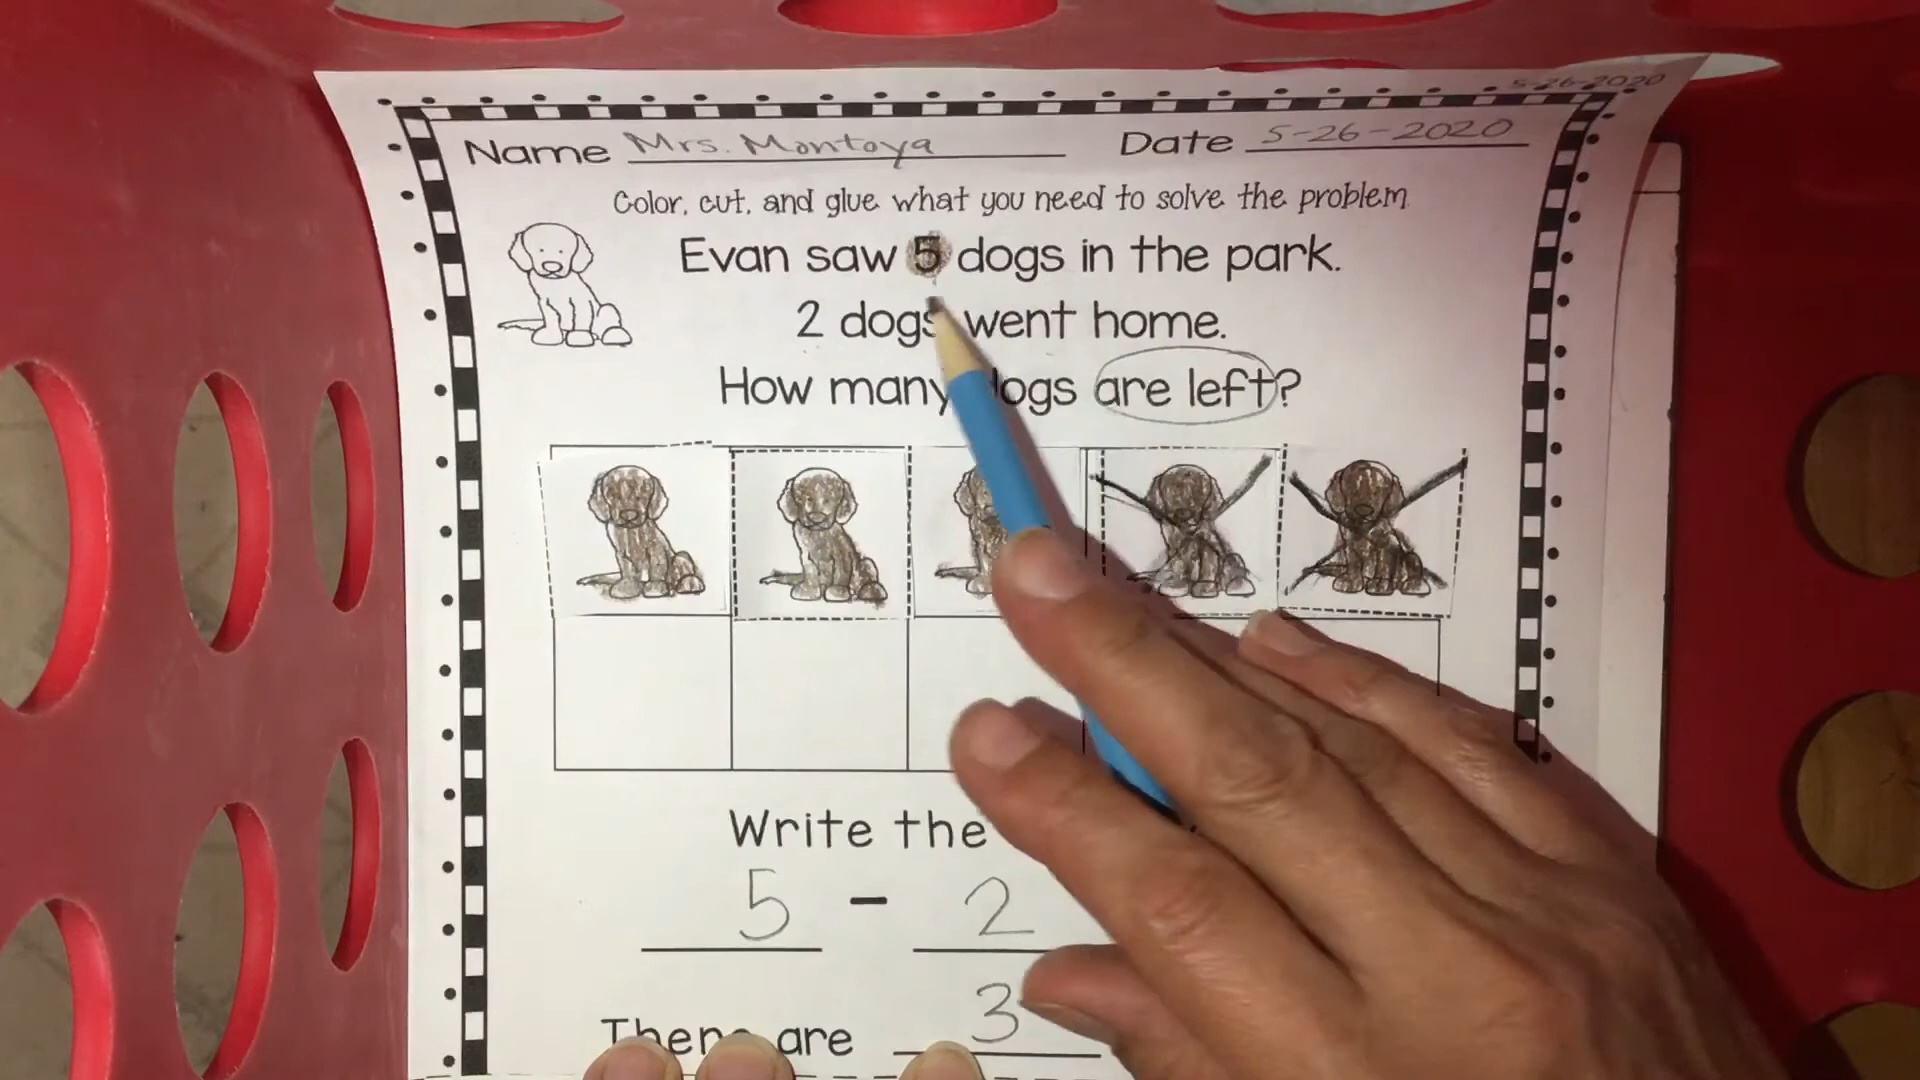 5-26-2020
Name Mrs. Montoya Date 5-26-2020
Color, cut, and glue what you need to solve the problem
Evan saw 5 dogs in the park.
2 dogs went home.
How many dogs are left?
Write the
5 - 2
There are 3